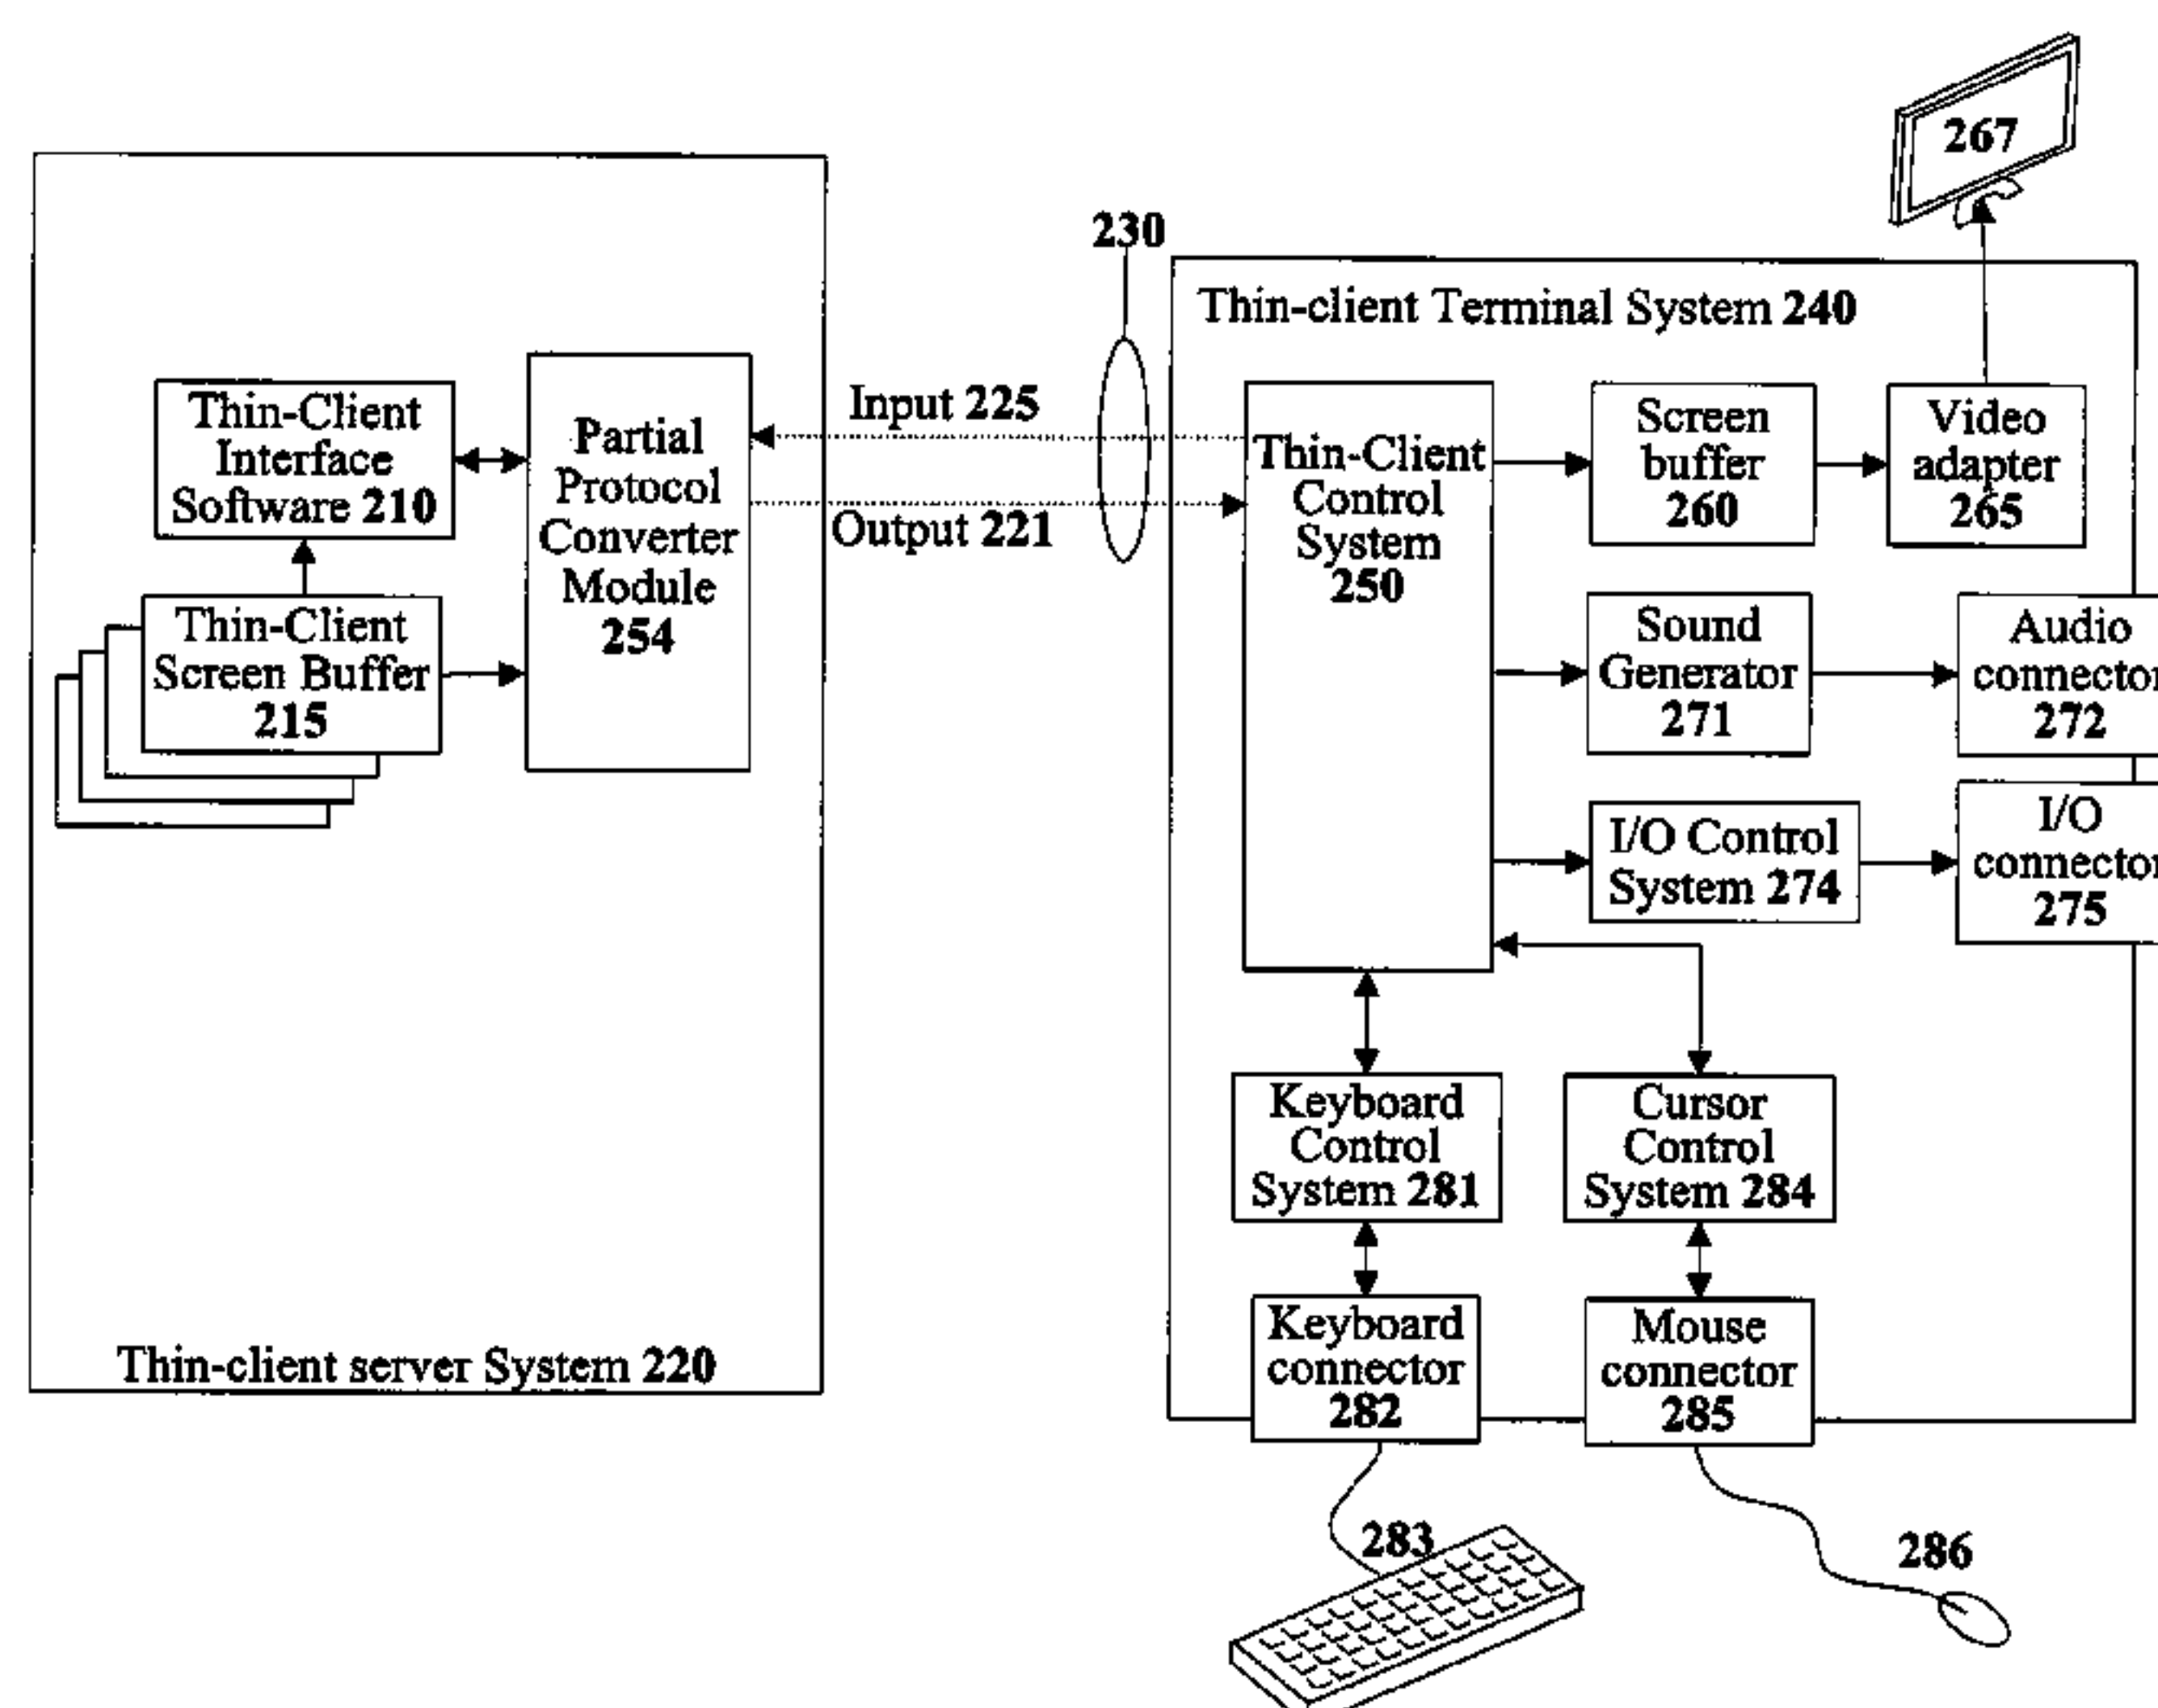 267
230
Thin-client Terminal System 240
Thin-Client
Interface
Software 210
Partial
Protocol
Converter
Module
254
Input 225
Output 221
Thin-Client
Control
System
250
Screen
buffer
260
Video
adapter
265
Thin-Client
Screen Buffer
215
Sound
Generator
271
Audio
connector
272
I/O Control
System 274
I/O
connector
275
Keyboard
Control
System 281
Cursor
Control
System 284
Keyboard
connector
282
Mouse
connector
285
Thin-client server System 220
283
286